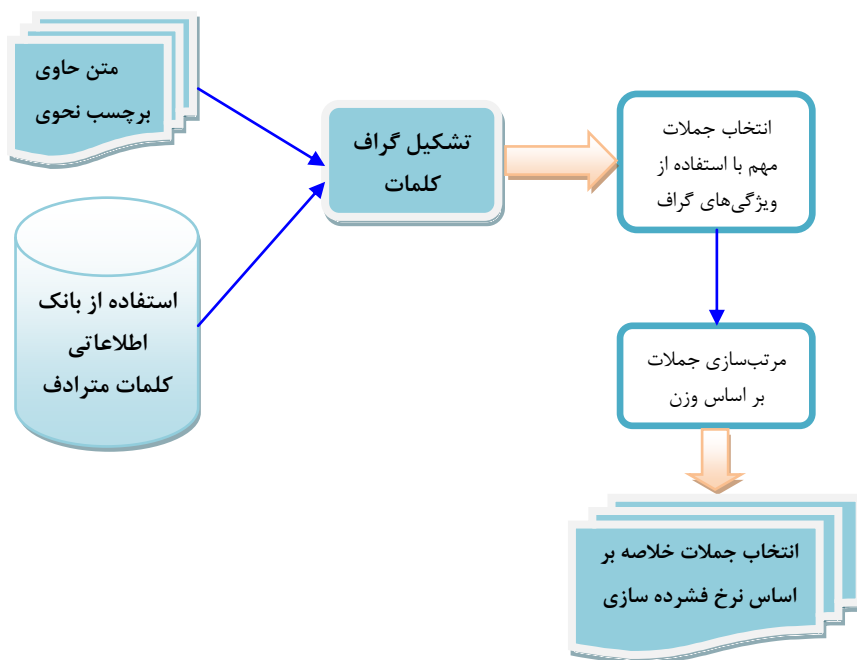 متن حاوی
برچسب نحوی
استفاده از بانک
اطلاعاتی
کلمات مترادف
تشکیل گراف
کلمات
انتخاب جملات
مهم با استفاده از
ویژگی‌های گراف
مرتب‌سازی جملات
بر اساس وزن
انتخاب جملات خلاصه بر
اساس نرخ فشرده سازی